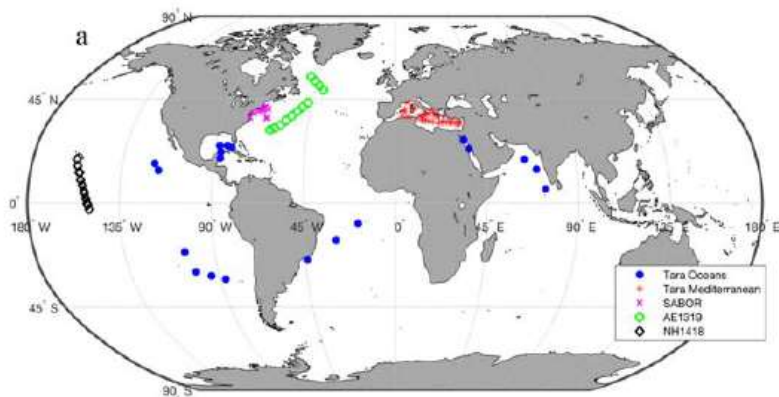 90° N
a
45° N
0°
180° W
135° W
90° W
45° W
0°
45° E
90° E
135° E
180° E
45° S
90° S
Tara Oceans
Tara Mediterranean
SABOR
AE1319
NH1418